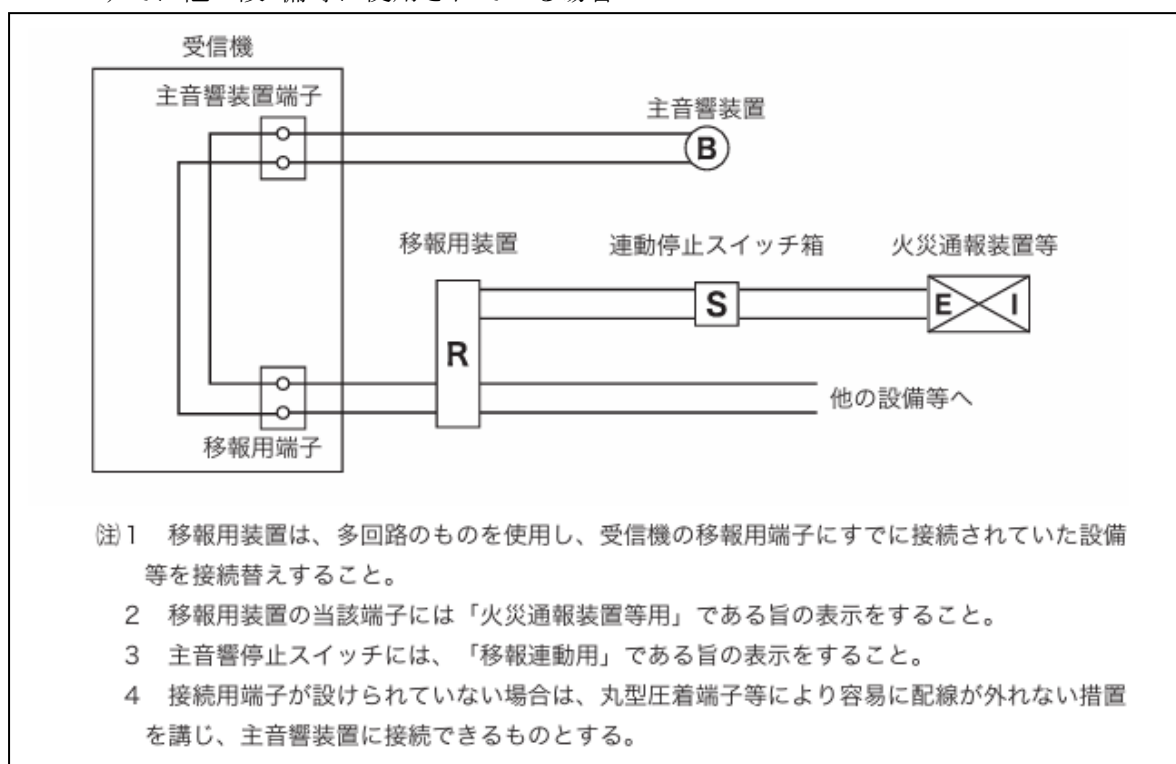 受信機
主音響装置端子
主音響装置
B
移報用装置
連動停止スイッチ箱
火災通報装置等
S
E I
R
他の設備等へ
移報用端子
(注)1 移報用装置は、多回路のものを使用し、受信機の移報用端子にすでに接続されていた設備
等を接続替えすること。
2 移報用装置の当該端子には「火災通報装置等用」である旨の表示をすること。
3 主音響停止スイッチには、「移報連動用」である旨の表示をすること。
4 接続用端子が設けられていない場合は、丸型圧着端子等により容易に配線が外れない措置
を講じ、主音響装置に接続できるものとする。